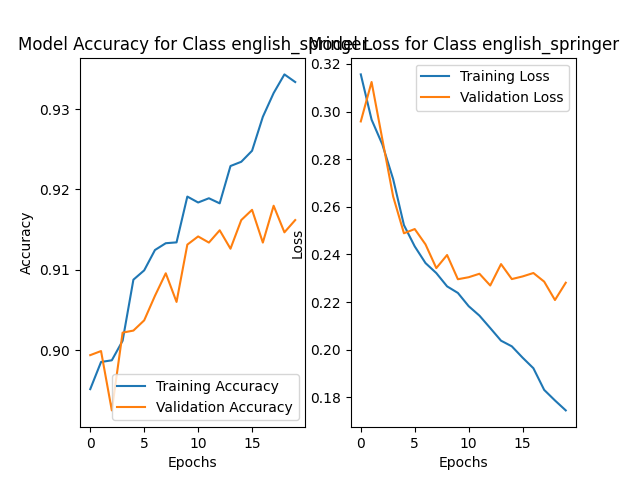 Model Accuracy for Class english_springer
Accuracy
0.93
0.92
0.91
0.90
Training Accuracy
Validation Accuracy
0 5 10 15
Epochs
Model Loss for Class english_springer
Loss
0.32
0.30
0.28
0.26
0.24
0.22
0.20
0.18
Training Loss
Validation Loss
0 5 10 15
Epochs